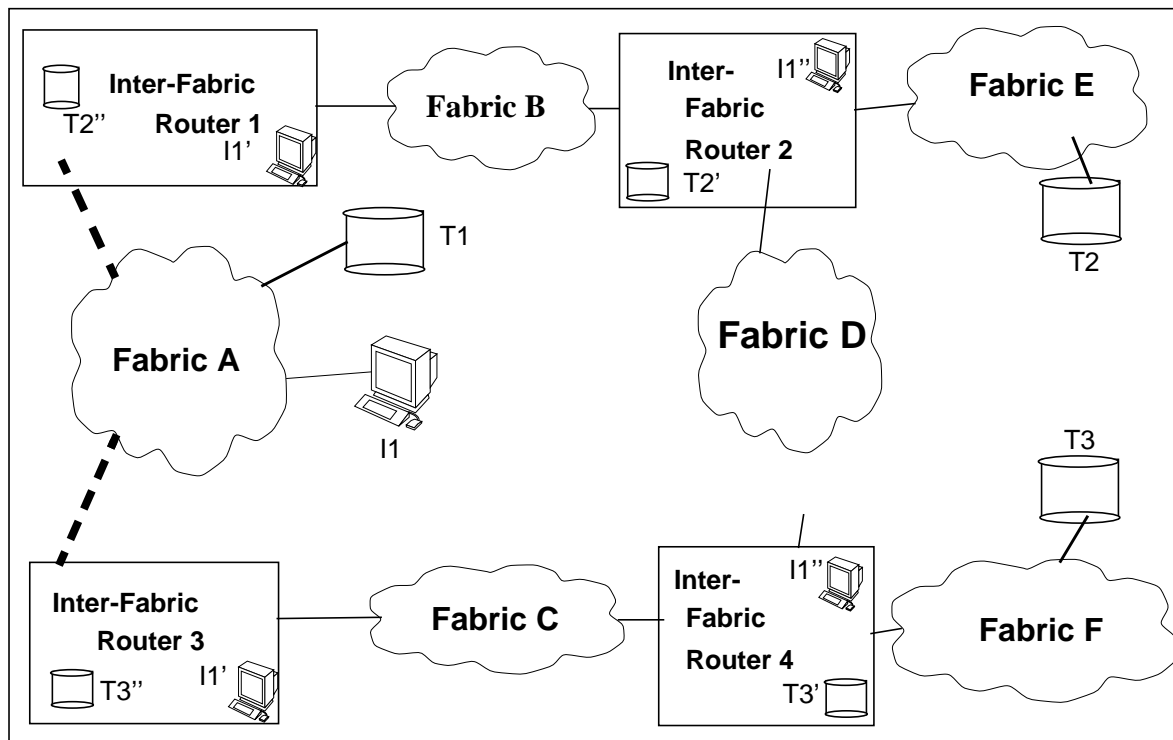 Inter-Fabric
Router 1
T2’’
I1’
Fabric B
Inter-
Fabric
Router 2
I1’’
T2’
Fabric E
T2
T1
Fabric A
I1
Fabric D
T3
Inter-Fabric
Router 3
T3’’
I1’
Fabric C
Inter-
Fabric
Router 4
I1’’
T3’
Fabric F